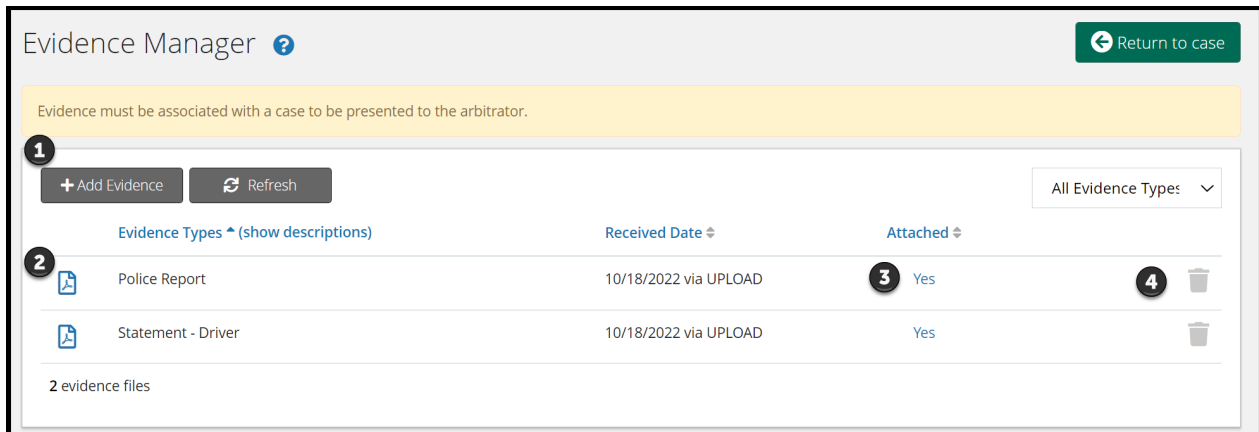 Evidence Manager ?
Return to case
Evidence must be associated with a case to be presented to the arbitrator.
1
+ Add Evidence Refresh All Evidence Types
Evidence Types (show descriptions) Received Date Attached
2 Police Report 10/18/2022 via UPLOAD 3 Yes 4
Statement - Driver 10/18/2022 via UPLOAD Yes
2 evidence files